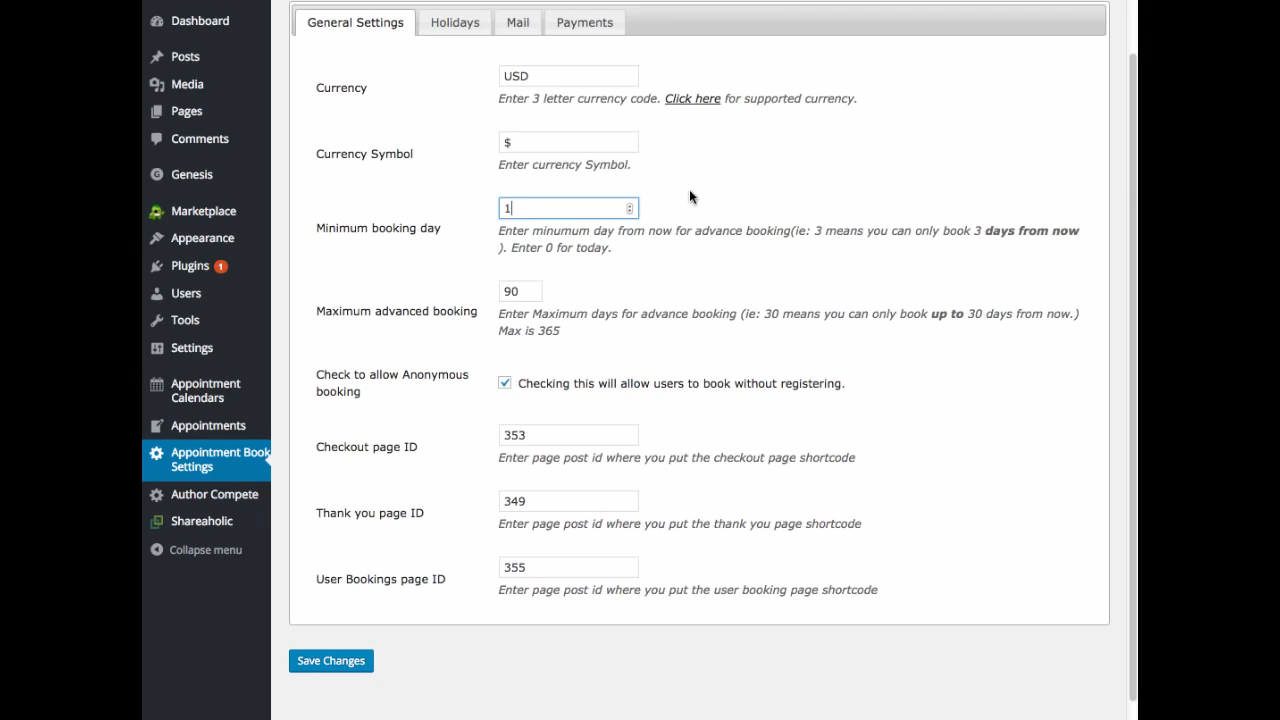 Dashboard
Posts
Media
Pages
Comments
Genesis
Marketplace
Appearance
Plugins 1
Users
Tools
Settings
Appointment
Calendars
Appointments
Appointment Book
Settings
Author Compete
Shareaholic
Collapse menu
General Settings
Holidays
Mail
Payments
Currency
USD
Enter 3 letter currency code. Click here for supported currency.
Currency Symbol
$
Enter currency Symbol.
Minimum booking day
1
Enter minumum day from now for advance booking(ie: 3 means you can only book 3 days from now
). Enter 0 for today.
Maximum advanced booking
90
Enter Maximum days for advance booking (ie: 30 means you can only book up to 30 days from now.)
Max is 365
Check to allow Anonymous
booking
Checking this will allow users to book without registering.
Checkout page ID
353
Enter page post id where you put the checkout page shortcode
Thank you page ID
349
Enter page post id where you put the thank you page shortcode
User Bookings page ID
355
Enter page post id where you put the user booking page shortcode
Save Changes